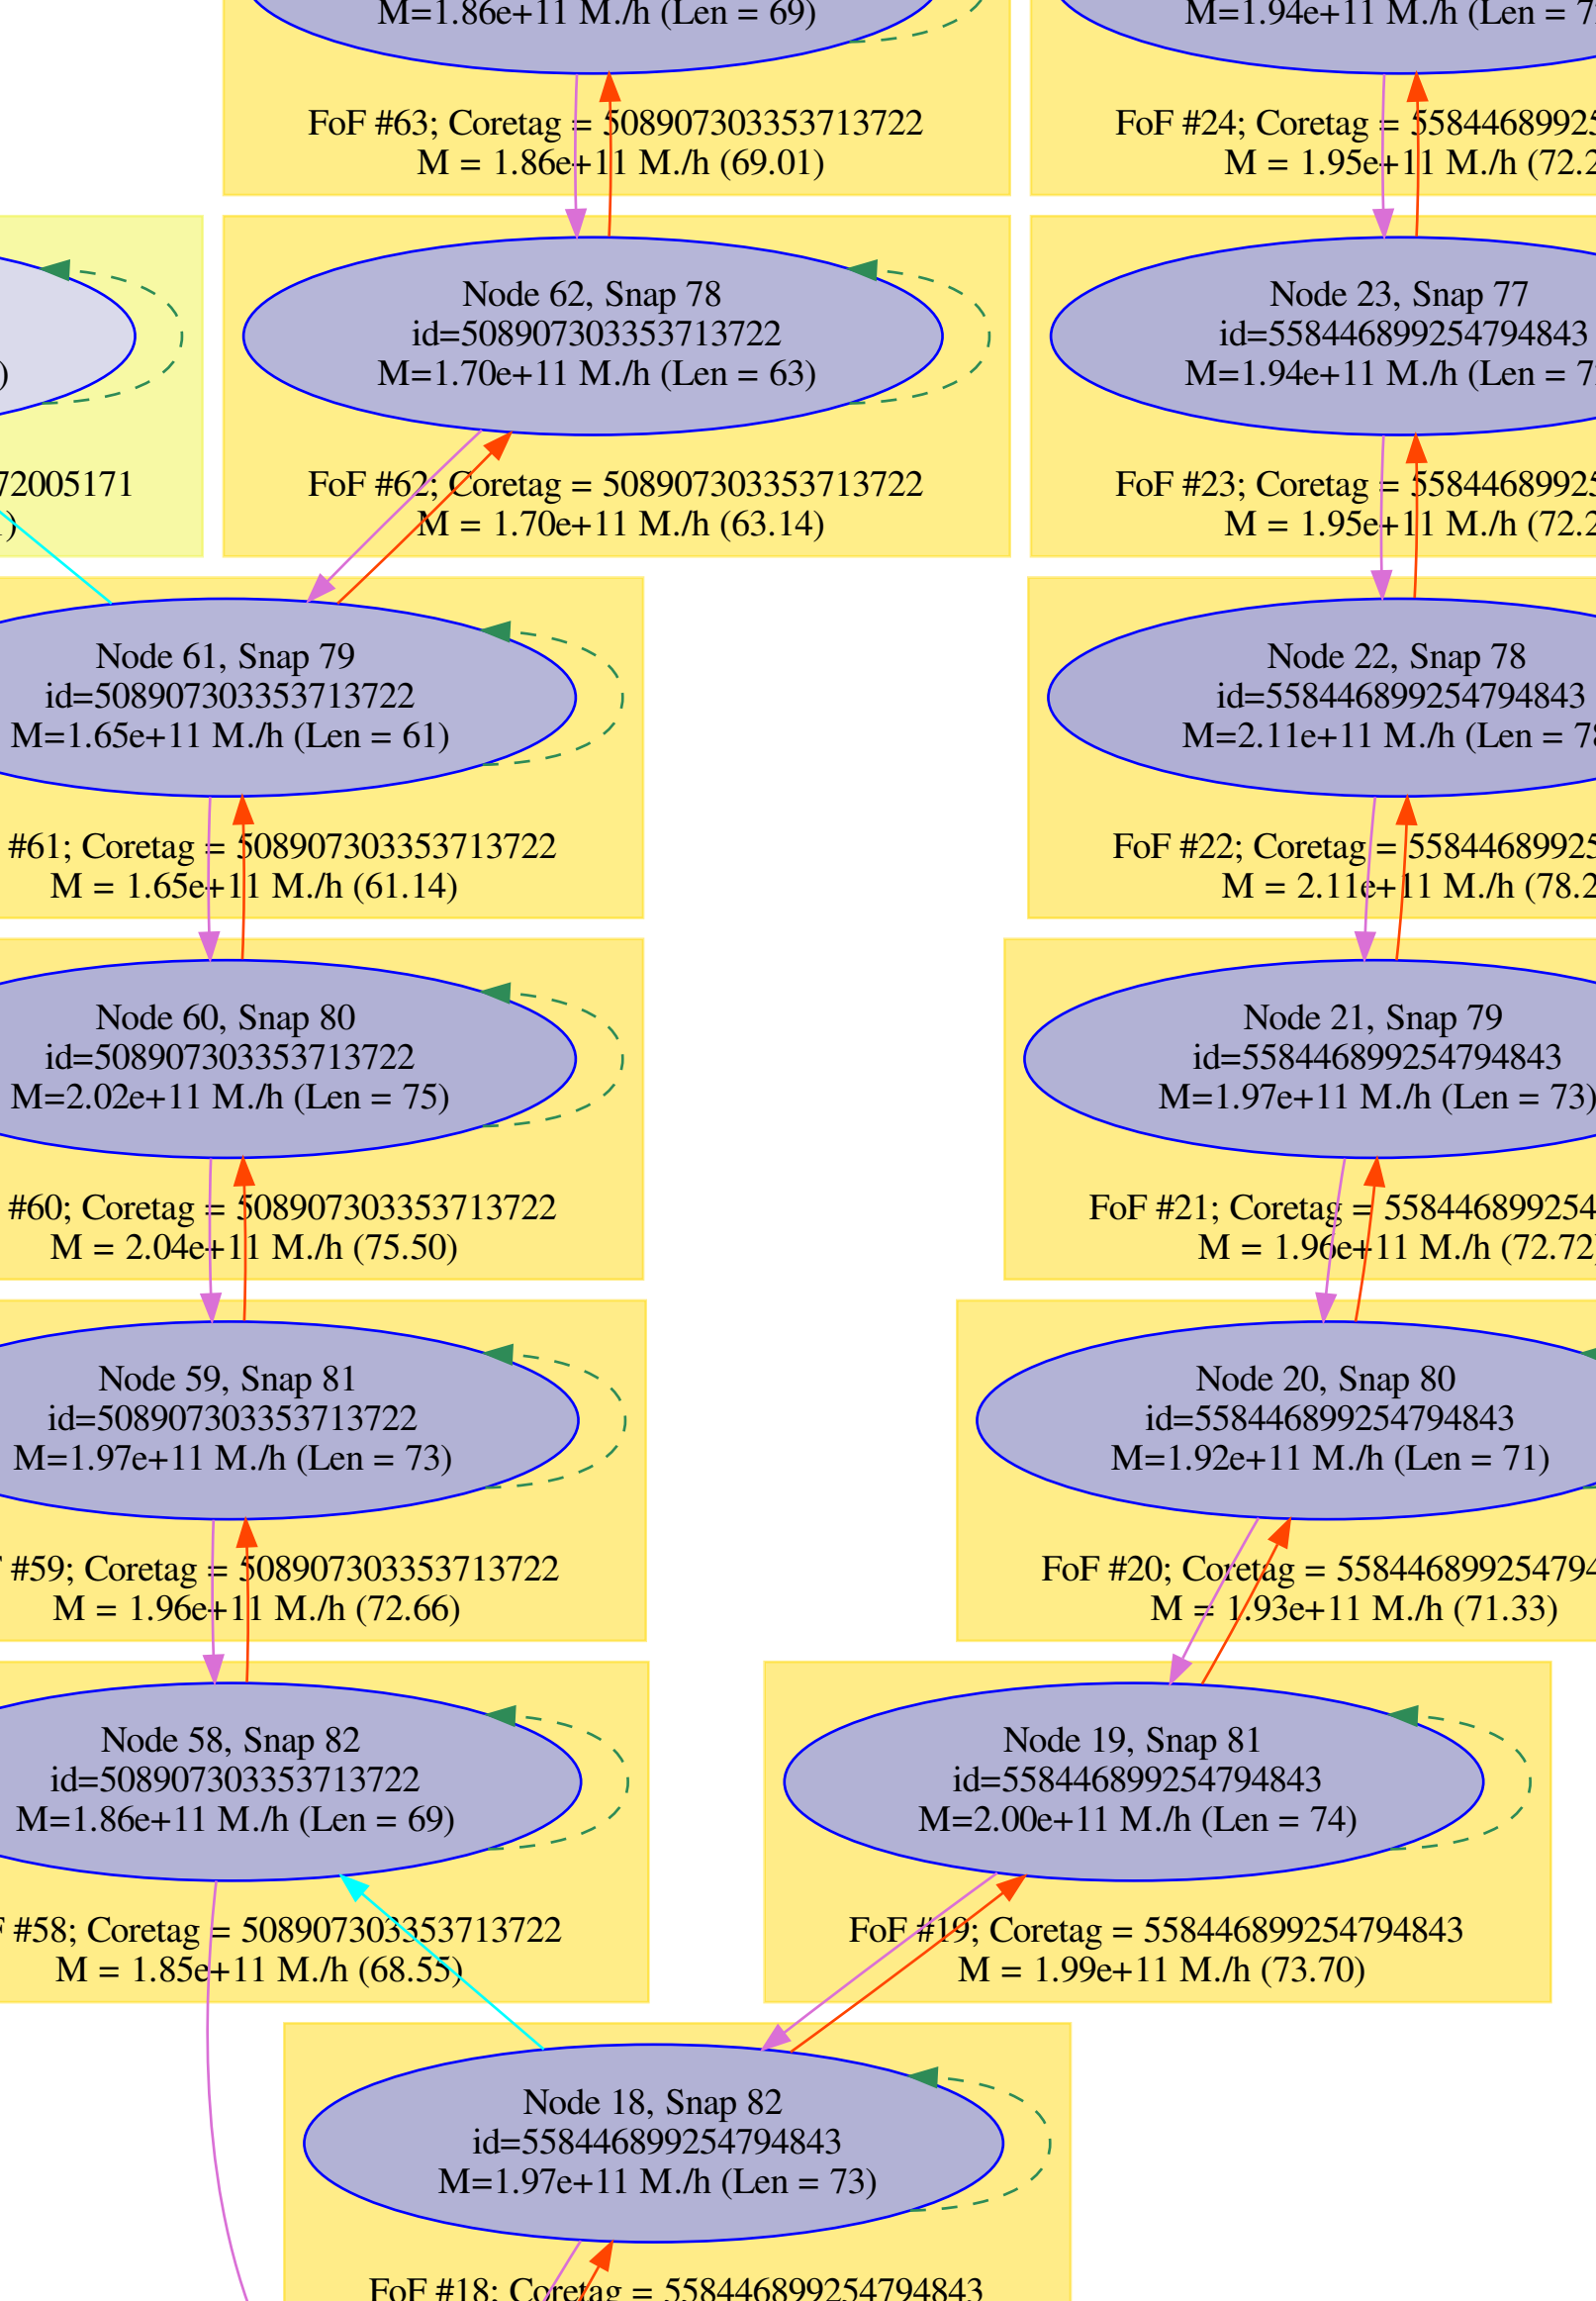 M=1.86e+11 M./h (Len = 69)
FoF #63; Coretag = 508907303353713722
M = 1.86e+11 M./h (69.01)
M=1.94e+11 M./h (Len =
FoF #24; Coretag =
M = 1.95e+11 M./h
72005171
Node 62, Snap 78
id=508907303353713722
M=1.70e+11 M./h (Len = 63)
FoF #62; Coretag = 508907303353713722
M = 1.70e+11 M./h (63.14)
Node 23, Snap 77
id=558446899254794843
M=1.94e+11 M./h (Len =
FoF #23; Coretag =
M = 1.95e+11 M./h
Node 61, Snap 79
id=508907303353713722
M=1.65e+11 M./h (Len = 61)
#61; Coretag = 508907303353713722
M = 1.65e+11 M./h (61.14)
Node 22, Snap 78
id=558446899254794843
M=2.11e+11 M./h (Len =
FoF #22; Coretag =
M = 2.11e+11 M./h
Node 60, Snap 80
id=508907303353713722
M=2.02e+11 M./h (Len = 75)
#60; Coretag = 508907303353713722
M = 2.04e+11 M./h (75.50)
Node 21, Snap 79
id=558446899254794843
M=1.97e+11 M./h (Len = 73)
FoF #21; Coretag =
M = 1.96e+11 M./h (72.72
Node 59, Snap 81
id=508907303353713722
M=1.97e+11 M./h (Len = 73)
#59; Coretag = 508907303353713722
M = 1.96e+11 M./h (72.66)
Node 20, Snap 80
id=558446899254794843
M=1.92e+11 M./h (Len = 71)
FoF #20; Coretag =
M = 1.93e+11 M./h (71.33)
Node 58, Snap 82
id=508907303353713722
M=1.86e+11 M./h (Len = 69)
#58; Coretag = 508907303353713722
M = 1.85e+11 M./h (68.55)
Node 19, Snap 81
id=558446899254794843
M=2.00e+11 M./h (Len = 74)
FoF #19; Coretag = 558446899254794843
M = 1.99e+11 M./h (73.70)
Node 18, Snap 82
id=558446899254794843
M=1.97e+11 M./h (Len = 73)
FoF #18; Coretag = 558446899254794843